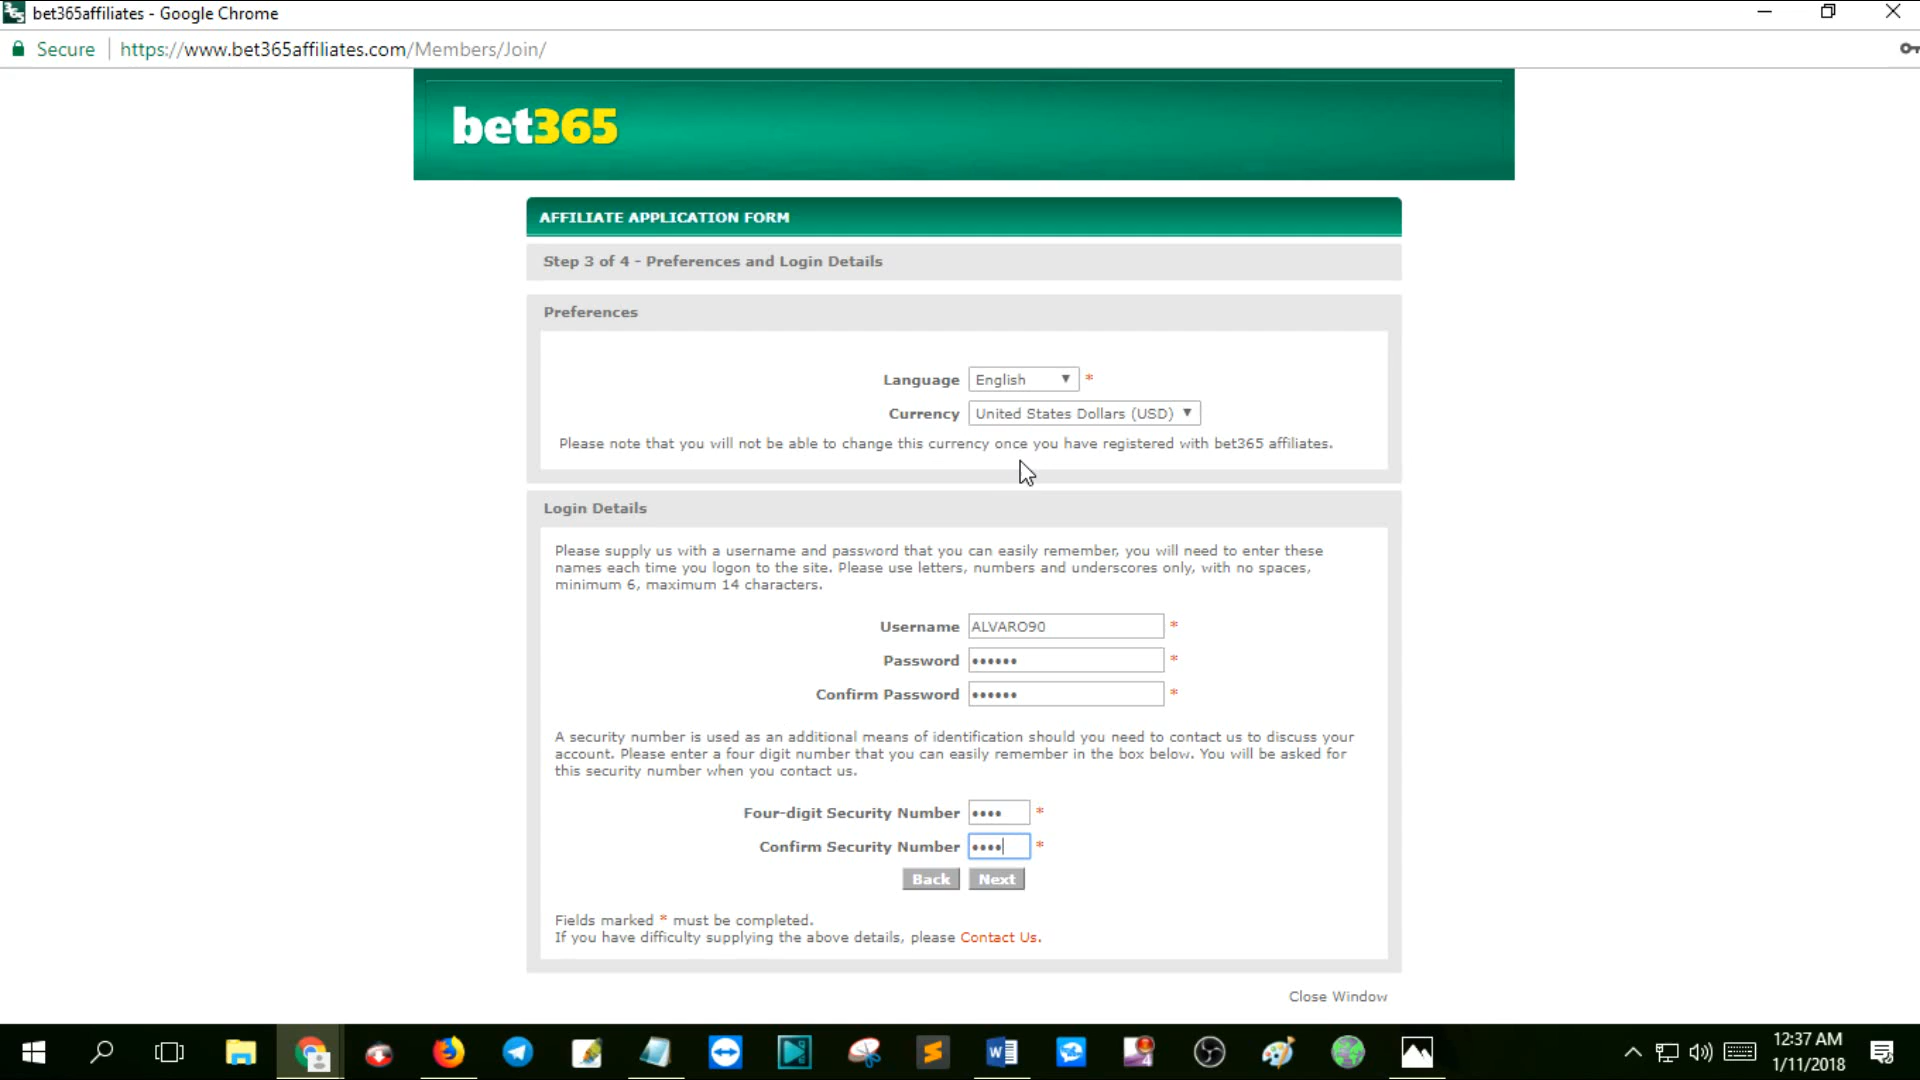 bet365affiliates - Google Chrome
Secure https://www.bet365affiliates.com/Members/Join/
bet365
AFFILIATE APPLICATION FORM
Step 3 of 4 - Preferences and Login Details
Preferences
Language English *
Currency United States Dollars (USD)
Please note that you will not be able to change this currency once you have registered with bet365 affiliates.
Login Details
Please supply us with a username and password that you can easily remember, you will need to enter these
names each time you logon to the site. Please use letters, numbers and underscores only, with no spaces,
minimum 6, maximum 14 characters.
Username ALVARO90 *
Password •••••• *
Confirm Password •••••• *
A security number is used as an additional means of identification should you need to contact us to discuss your
account. Please enter a four digit number that you can easily remember in the box below. You will be asked for
this security number when you contact us.
Four-digit Security Number •••• *
Confirm Security Number •••• *
Back Next
Fields marked * must be completed.
If you have difficulty supplying the above details, please Contact Us.
Close Window
12:37 AM
1/11/2018